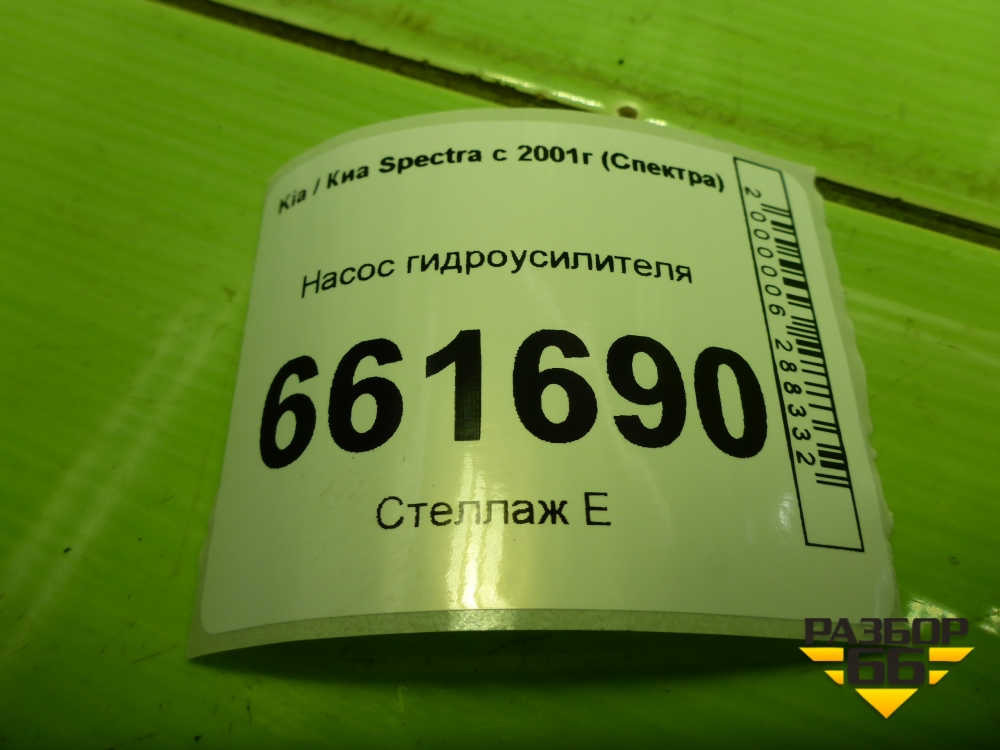 Kia / Киа Spectra с 2001г (Спектра)
Насос гидроусилителя
661690
Стеллаж Е
2000006288332
РАЗБОР
66